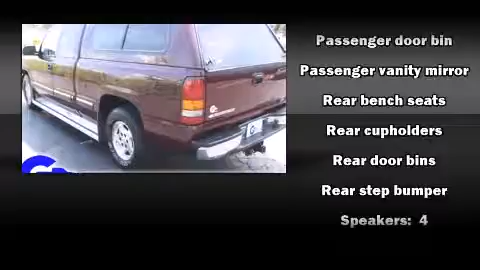 Passenger door bin
Passenger vanity mirror
Rear bench seats
Rear cupholders
Rear door bins
Rear step bumper
Speakers: 4